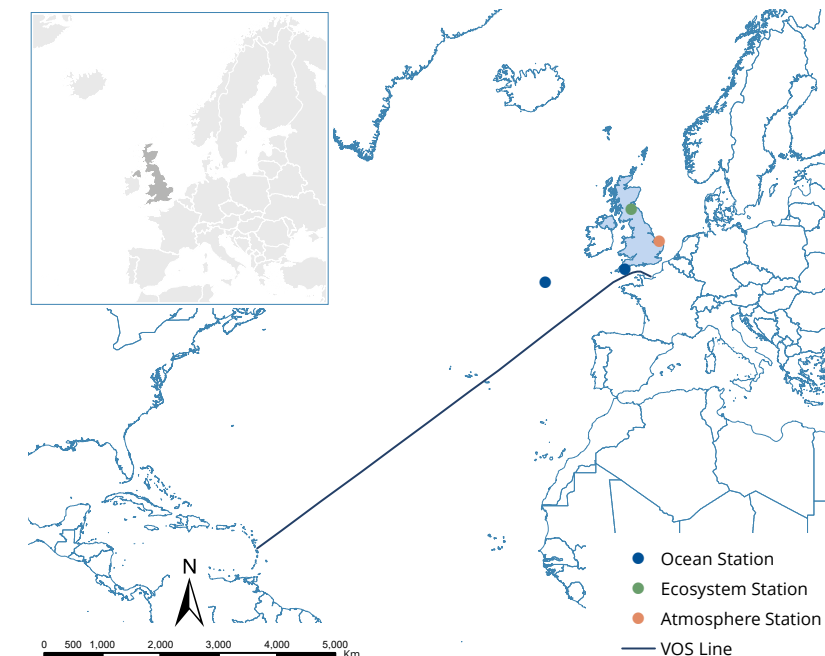 N
Ocean Station
Ecosystem Station
Atmosphere Station
VOS Line
0 500 1,000 2,000 3,000 4,000 5,000
Km